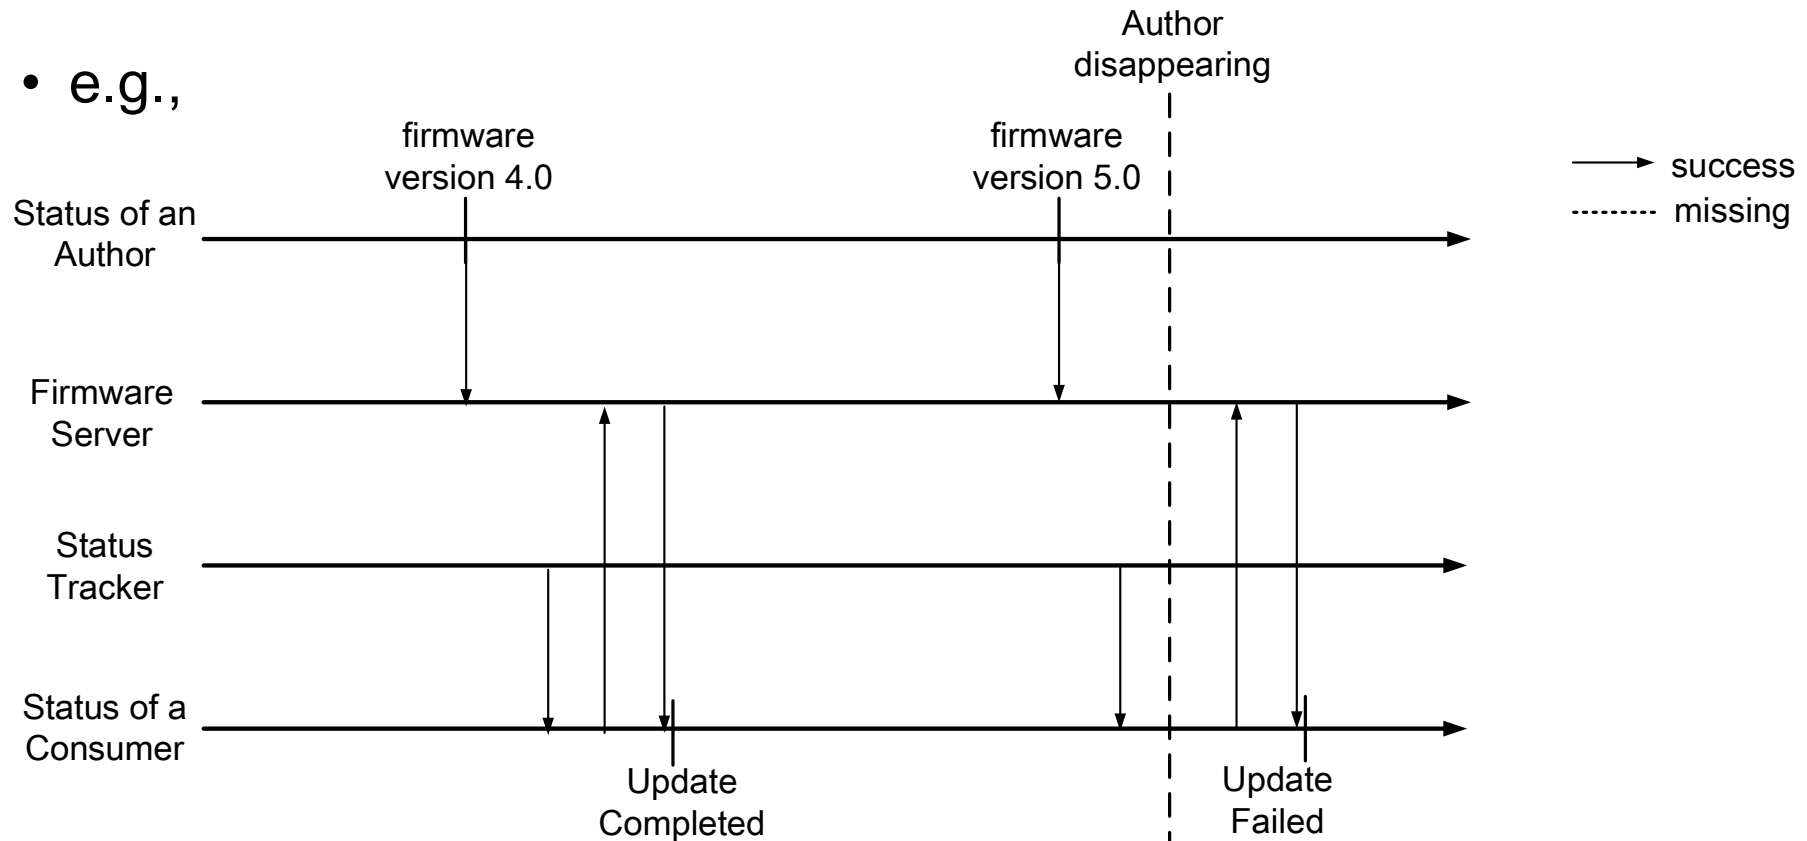 • e.g.,
Author
disappearing
firmware
version 4.0
firmware
version 5.0
success
missing
Status of an
Author
Firmware
Server
Status
Tracker
Status of a
Consumer
Update
Completed
Update
Failed